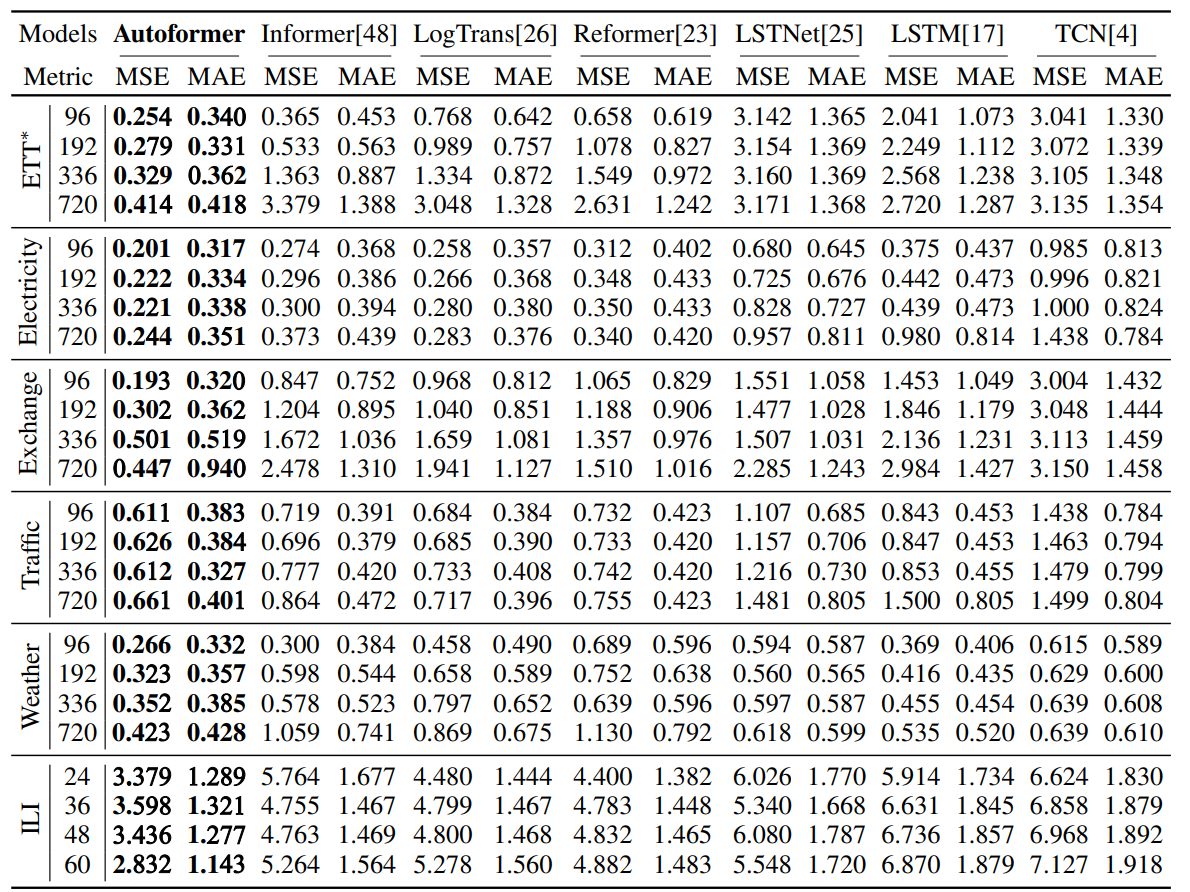 Models Autoformer Informer[48] LogTrans[26] Reformer[23] LSTNet[25] LSTM[17] TCN[4]
Metric MSE MAE MSE MAE MSE MAE MSE MAE MSE MAE MSE MAE MSE MAE
ETT*
96 0.254 0.340 0.365 0.453 0.768 0.642 0.658 0.619 3.142 1.365 2.041 1.073 3.041 1.330
192 0.279 0.331 0.533 0.563 0.989 0.757 1.078 0.827 3.154 1.369 2.249 1.112 3.072 1.339
336 0.329 0.362 1.363 0.887 1.334 0.872 1.549 0.972 3.160 1.369 2.568 1.238 3.105 1.348
720 0.414 0.418 3.379 1.388 3.048 1.328 2.631 1.242 3.171 1.368 2.720 1.287 3.135 1.354
Electricity
96 0.201 0.317 0.274 0.368 0.258 0.357 0.312 0.402 0.680 0.645 0.375 0.437 0.985 0.813
192 0.222 0.334 0.296 0.386 0.266 0.368 0.348 0.433 0.725 0.676 0.442 0.473 0.996 0.821
336 0.221 0.338 0.300 0.394 0.280 0.380 0.350 0.433 0.828 0.727 0.439 0.473 1.000 0.824
720 0.244 0.351 0.373 0.439 0.283 0.376 0.340 0.420 0.957 0.811 0.980 0.814 1.438 0.784
Exchange
96 0.193 0.320 0.847 0.752 0.968 0.812 1.065 0.829 1.551 1.058 1.453 1.049 3.004 1.432
192 0.302 0.362 1.204 0.895 1.040 0.851 1.188 0.906 1.477 1.028 1.846 1.179 3.048 1.444
336 0.501 0.519 1.672 1.036 1.659 1.081 1.357 0.976 1.507 1.031 2.136 1.231 3.113 1.459
720 0.447 0.940 2.478 1.310 1.941 1.127 1.510 1.016 2.285 1.243 2.984 1.427 3.150 1.458
Traffic
96 0.611 0.383 0.719 0.391 0.684 0.384 0.732 0.423 1.107 0.685 0.843 0.453 1.438 0.784
192 0.626 0.384 0.696 0.379 0.685 0.390 0.733 0.420 1.157 0.706 0.847 0.453 1.463 0.794
336 0.612 0.327 0.777 0.420 0.733 0.408 0.742 0.420 1.216 0.730 0.853 0.455 1.479 0.799
720 0.661 0.401 0.864 0.472 0.717 0.396 0.755 0.423 1.481 0.805 1.500 0.805 1.499 0.804
Weather
96 0.266 0.332 0.300 0.384 0.458 0.490 0.689 0.596 0.594 0.587 0.369 0.406 0.615 0.589
192 0.323 0.357 0.598 0.544 0.658 0.589 0.752 0.638 0.560 0.565 0.416 0.435 0.629 0.600
336 0.352 0.385 0.578 0.523 0.797 0.652 0.639 0.596 0.597 0.587 0.455 0.454 0.639 0.608
720 0.423 0.428 1.059 0.741 0.869 0.675 1.130 0.792 0.618 0.599 0.535 0.520 0.639 0.610
ILI
24 3.379 1.289 5.764 1.677 4.480 1.444 4.400 1.382 6.026 1.770 5.914 1.734 6.624 1.830
36 3.598 1.321 4.755 1.467 4.799 1.467 4.783 1.448 5.340 1.668 6.631 1.845 6.858 1.879
48 3.436 1.277 4.763 1.469 4.800 1.468 4.832 1.465 6.080 1.787 6.736 1.857 6.968 1.892
60 2.832 1.143 5.264 1.564 5.278 1.560 4.882 1.483 5.548 1.720 6.870 1.879 7.127 1.918